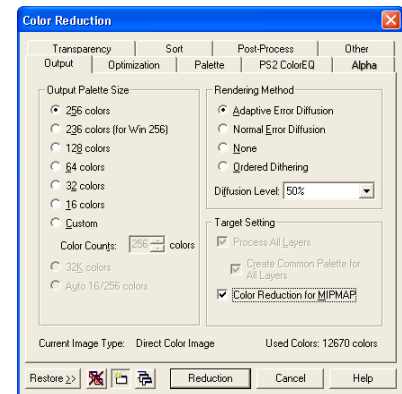 Color Reduction
Transparency Sort Post-Process Other
Output Optimization Palette PS2 ColorEQ Alpha
Output Palette Size
256 colors
236 colors (for Win 256)
128 colors
64 colors
32 colors
16 colors
Custom
Color Counts: 256 colors
32K colors
Auto 16/256 colors
Rendering Method
Adaptive Error Diffusion
Normal Error Diffusion
None
Ordered Dithering
Diffusion Level: 50%
Target Setting
Process All Layers
Create Common Palette for
All Layers
Color Reduction for MIPMAP
Current Image Type: Direct Color Image Used Colors: 12670 colors
Restore >> Reduction Cancel Help